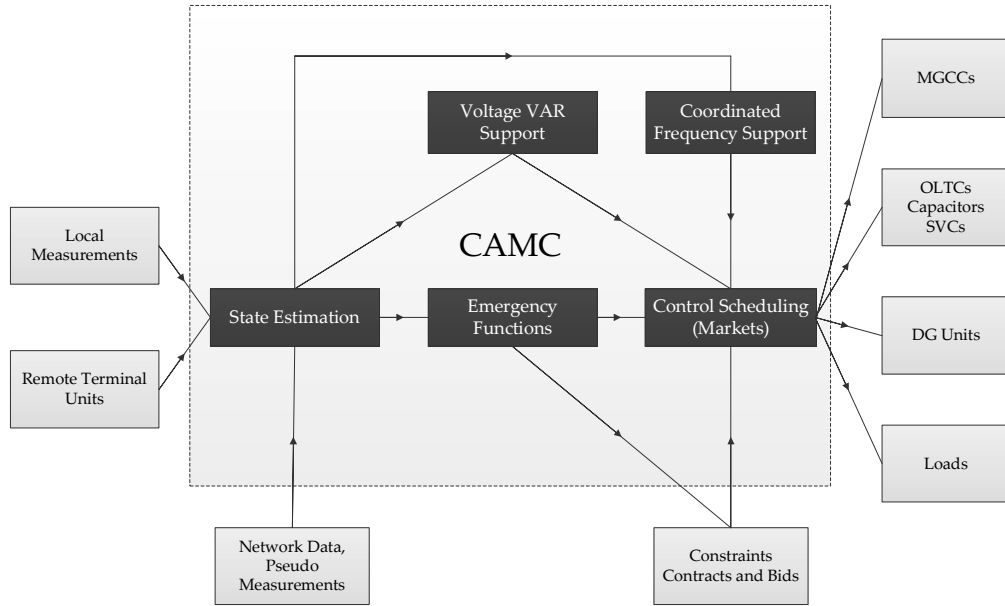 MGCCs
Voltage VAR
Support
Coordinated
Frequency Support
OLTCs
Capacitors
SVCs
Local
Measurements
CAMC
State Estimation
Emergency
Functions
Control Scheduling
(Markets)
DG Units
Remote Terminal
Units
Loads
Network Data,
Pseudo
Measurements
Constraints
Contracts and Bids